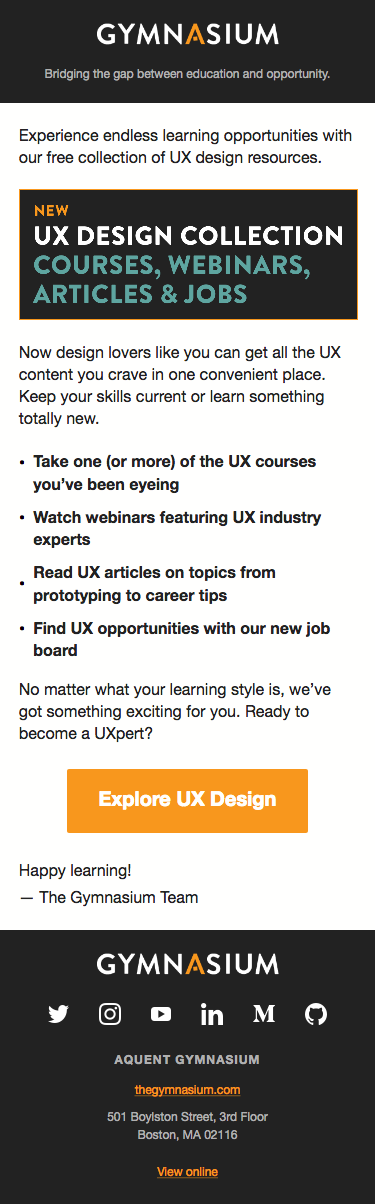 GYMNASIUM
Bridging the gap between education and opportunity.
Experience endless learning opportunities with
our free collection of UX design resources.
NEW
UX DESIGN COLLECTION
COURSES, WEBINARS,
ARTICLES & JOBS
Now design lovers like you can get all the UX
content you crave in one convenient place.
Keep your skills current or learn something
totally new.
• Take one (or more) of the UX courses
you’ve been eyeing
• Watch webinars featuring UX industry
experts
• Read UX articles on topics from
prototyping to career tips
• Find UX opportunities with our new job
board
No matter what your learning style is, we’ve
got something exciting for you. Ready to
become a UXpert?
Explore UX Design
Happy learning!
— The Gymnasium Team
GYMNASIUM
AQUENT GYMNASIUM
thegymnasium.com
501 Boylston Street, 3rd Floor
Boston, MA 02116
View online